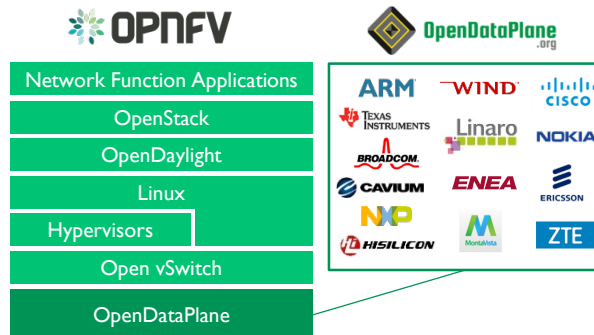 OPNFV
Network Function Applications
OpenStack
OpenDaylight
Linux
Hypervisors
Open vSwitch
OpenDataPlane
OpenDataPlane
.org
ARM
WIND
CISCO
TEXAS
INSTRUMENTS
Linaro
NOKIA
BROADCOM.
CAVIUM
ENEA
ERICSSON
NXP
HISILICON
MontaVista
ZTE